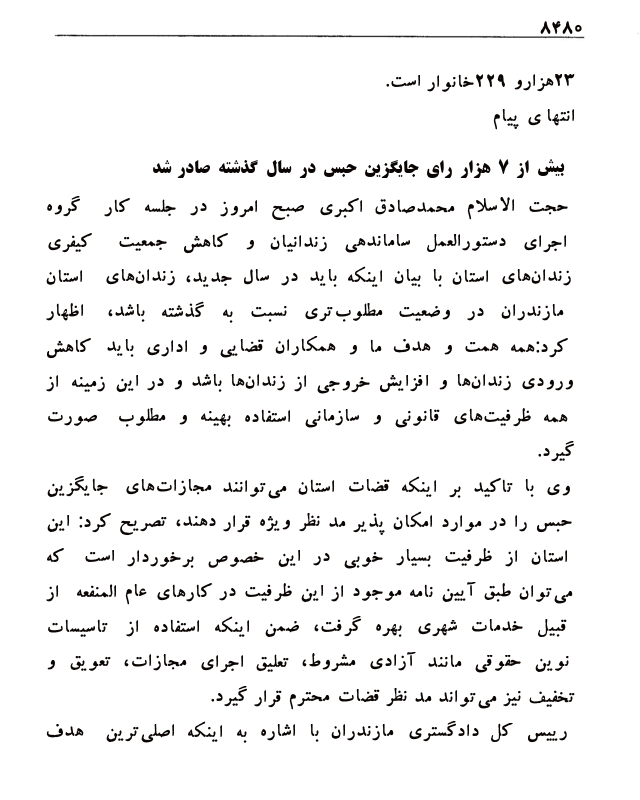 ۸۴۸۰
۲۳هزارو ۲۲۹خانوار است.
انتهای پیام
بیش از ۷ هزار رای جایگزین حبس در سال گذشته صادر شد
حجت الاسلام محمدصادق اکبری صبح امروز در جلسه کار گروه
اجرای دستورالعمل ساماندهی زندانیان و کاهش جمعیت کیفری
زندان‌های استان با بیان اینکه باید در سال جدید، زندان‌های استان
مازندران در وضعیت مطلوب‌تری نسبت به گذشته باشد، اظهار
کرد:همه همت و هدف ما و همکاران قضایی و اداری باید کاهش
ورودی زندان‌ها و افزایش خروجی از زندان‌ها باشد و در این زمینه از
همه ظرفیت‌های قانونی و سازمانی استفاده بهینه و مطلوب صورت
گیرد.
وی با تاکید بر اینکه قضات استان می‌توانند مجازات‌های جایگزین
حبس را در موارد امکان پذیر مد نظر ویژه قرار دهند، تصریح کرد: این
استان از ظرفیت بسیار خوبی در این خصوص برخوردار است که
می‌توان طبق آیین نامه موجود از این ظرفیت در کارهای عام المنفعه از
قبیل خدمات شهری بهره گرفت، ضمن اینکه استفاده از تاسیسات
نوین حقوقی مانند آزادی مشروط، تعلیق اجرای مجازات، تعویق و
تخفیف نیز می‌تواند مد نظر قضات محترم قرار گیرد.
رییس کل دادگستری مازندران با اشاره به اینکه اصلی‌ترین هدف